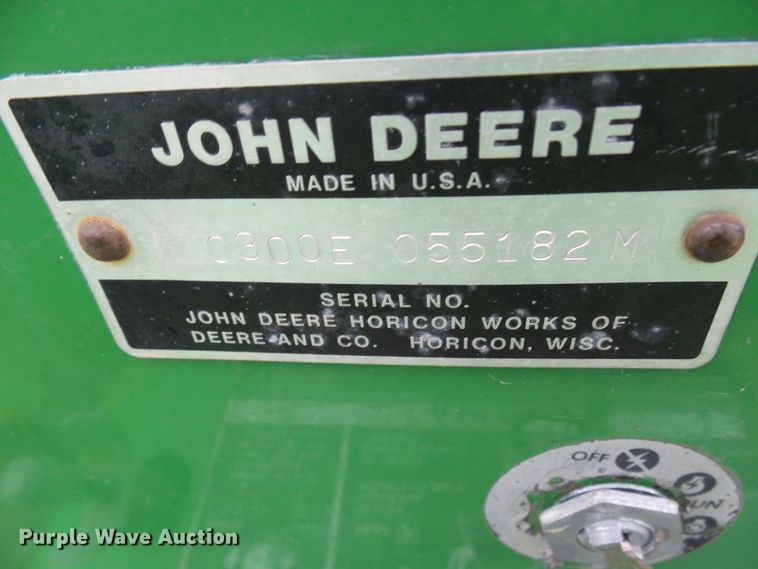 JOHN DEERE
MADE IN U.S.A.
C300E 055182 M
SERIAL NO.
JOHN DEERE HORICON WORKS OF
DEERE AND CO. HORICON, WISC.
OFF
RUN
Purple Wave Auction